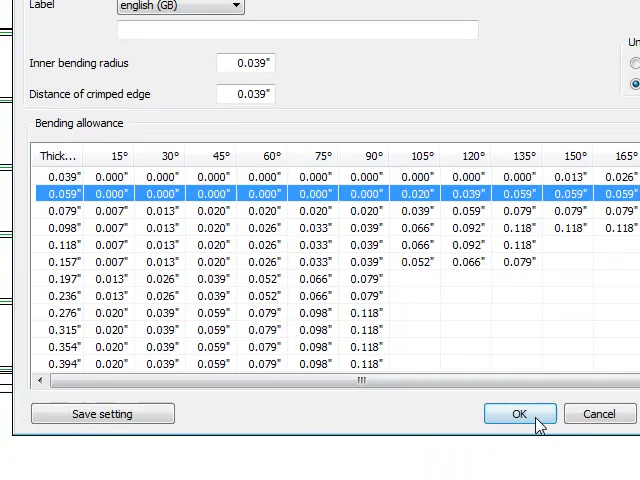 Label english (GB)
Un
Inner bending radius 0.039"
Distance of crimped edge 0.039"
Bending allowance
Thick... 15° 30° 45° 60° 75° 90° 105° 120° 135° 150° 165°
0.039" 0.000" 0.000" 0.000" 0.000" 0.000" 0.000" 0.000" 0.000" 0.000" 0.013" 0.026"
0.059" 0.000" 0.000" 0.000" 0.000" 0.000" 0.000" 0.020" 0.039" 0.059" 0.059" 0.059"
0.079" 0.007" 0.013" 0.020" 0.020" 0.020" 0.020" 0.039" 0.059" 0.079" 0.079" 0.079"
0.098" 0.007" 0.013" 0.020" 0.026" 0.033" 0.039" 0.066" 0.092" 0.118" 0.118" 0.118"
0.118" 0.007" 0.013" 0.020" 0.026" 0.033" 0.039" 0.066" 0.092" 0.118"
0.157" 0.007" 0.013" 0.020" 0.026" 0.033" 0.039" 0.052" 0.066" 0.079"
0.197" 0.013" 0.026" 0.039" 0.052" 0.066" 0.079"
0.236" 0.013" 0.026" 0.039" 0.052" 0.066" 0.079"
0.276" 0.020" 0.039" 0.059" 0.079" 0.098" 0.118"
0.315" 0.020" 0.039" 0.059" 0.079" 0.098" 0.118"
0.354" 0.020" 0.039" 0.059" 0.079" 0.098" 0.118"
0.394" 0.020" 0.039" 0.059" 0.079" 0.098" 0.118"
Save setting OK Cancel